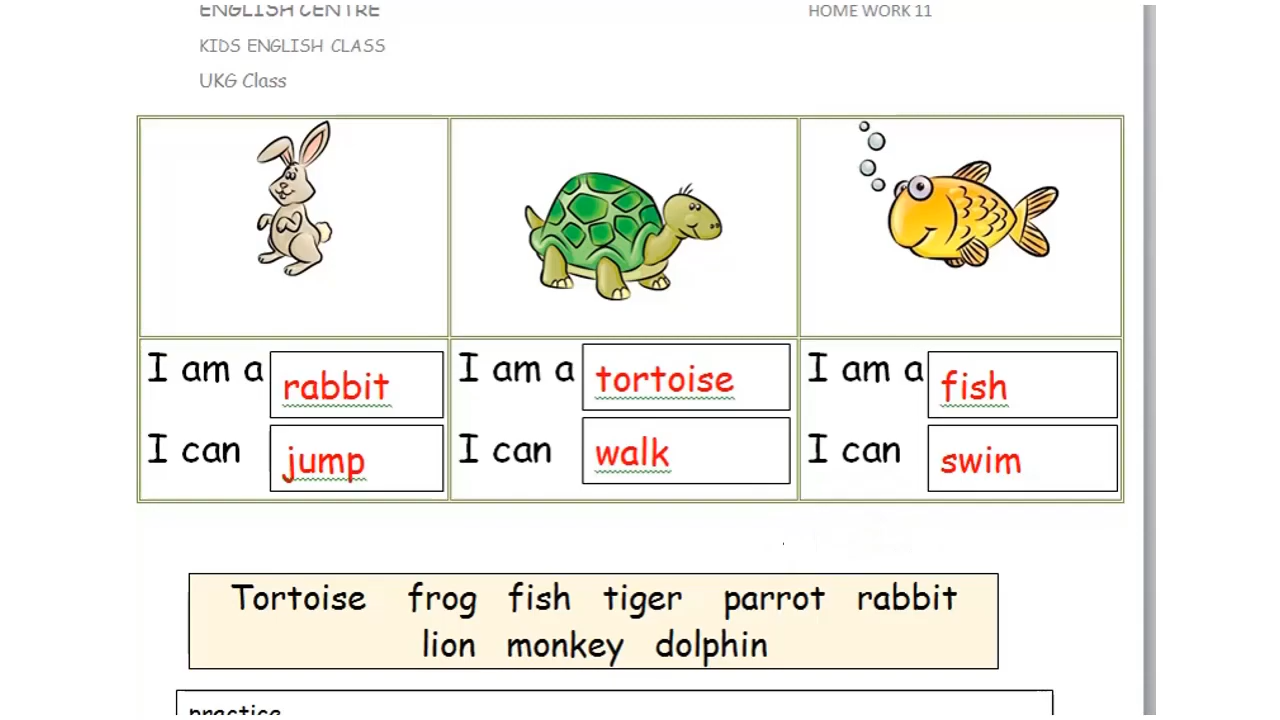 ENGLISH CENTRE
HOME WORK 11
KIDS ENGLISH CLASS
UKG Class
I am a rabbit
I can jump
I am a tortoise
I can walk
I am a fish
I can swim
Tortoise frog fish tiger parrot rabbit
lion monkey dolphin
practice